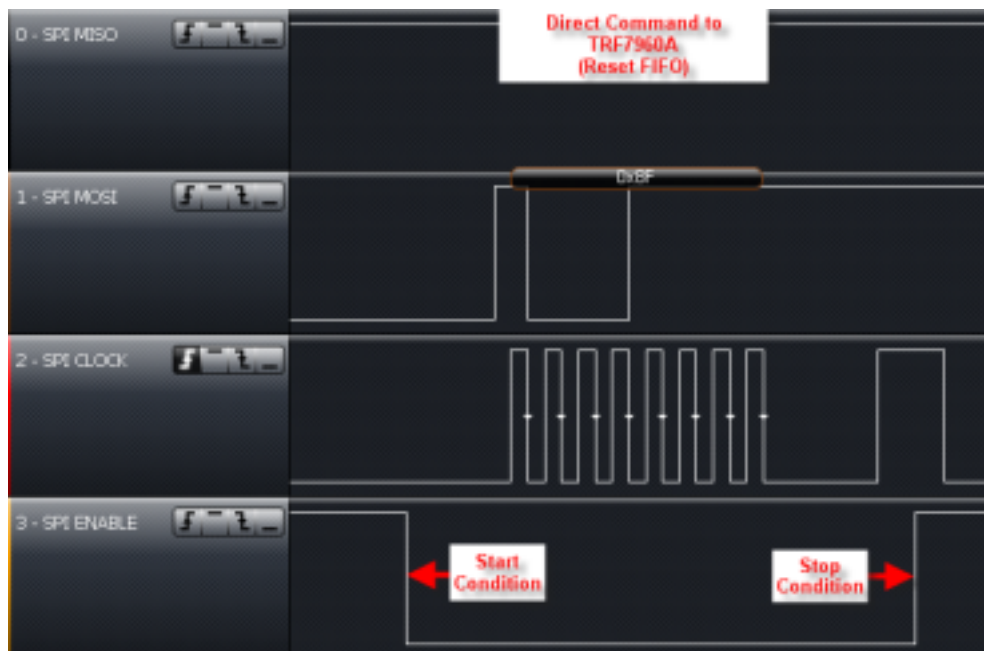 0 - SPI MISO
Direct Command to
TRF7960A
(Reset FIFO)
1 - SPI MOSI
0x8F
2 - SPI CLOCK
3 - SPI ENABLE
Start
Condition
Stop
Condition